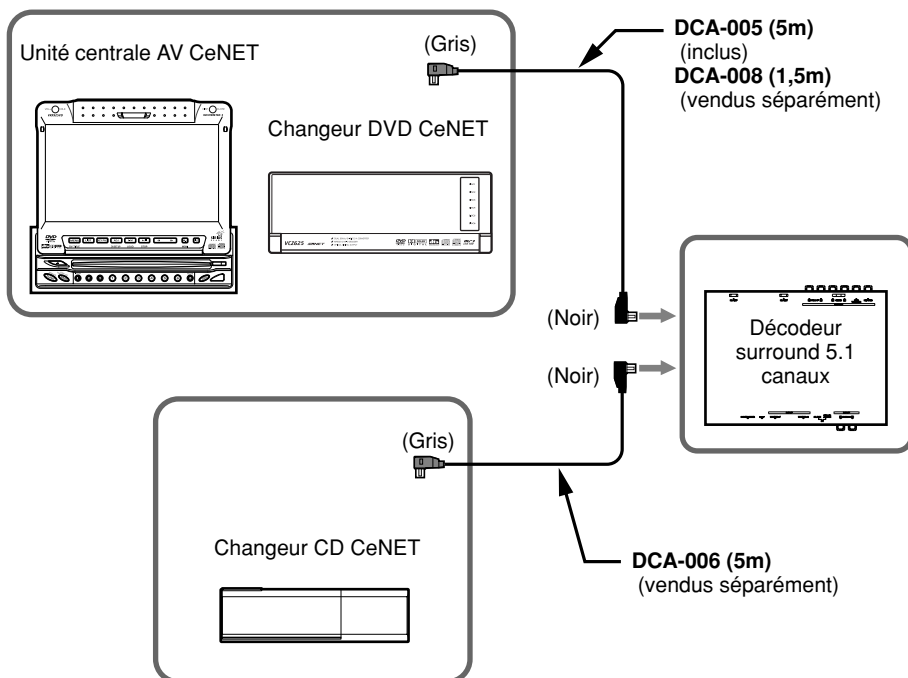 Unité centrale AV CeNET
(Gris)
DCA-005 (5m)
(inclus)
DCA-008 (1,5m)
(vendus séparément)
Changeur DVD CeNET
VCZ625
(Noir)
Décodeur
surround 5.1
canaux
(Noir)
(Gris)
Changeur CD CeNET
DCA-006 (5m)
(vendus séparément)